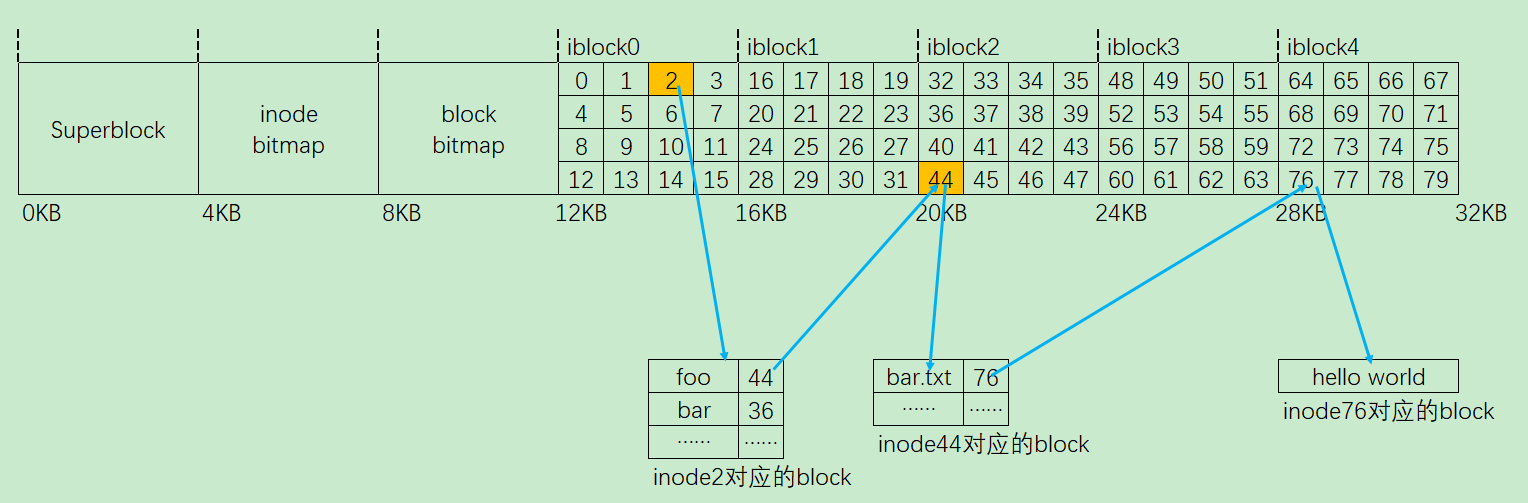 iblock0 iblock1 iblock2 iblock3 iblock4
Superblock
inode
bitmap
block
bitmap
0 1 2 3 16 17 18 19 32 33 34 35 48 49 50 51 64 65 66 67
4 5 6 7 20 21 22 23 36 37 38 39 52 53 54 55 68 69 70 71
8 9 10 11 24 25 26 27 40 41 42 43 56 57 58 59 72 73 74 75
12 13 14 15 28 29 30 31 44 45 46 47 60 61 62 63 76 77 78 79
0KB 4KB 8KB 12KB 16KB 20KB 24KB 28KB 32KB
foo 44
bar 36
...... ......
inode2对应的block
bar.txt 76
...... ......
inode44对应的block
hello world
inode76对应的block